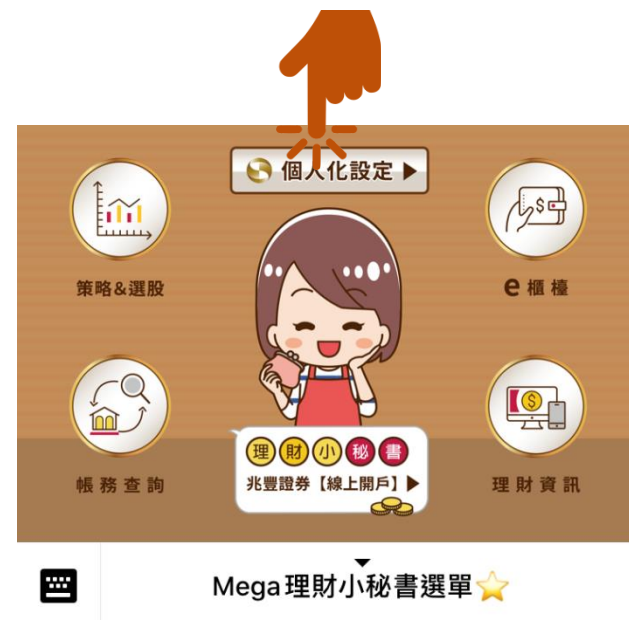 個人化設定 ▶
策略&選股
e櫃檯
理財小秘書
兆豐證券【線上開戶】▶
帳務查詢
理財資訊
Mega理財小秘書選單⭐